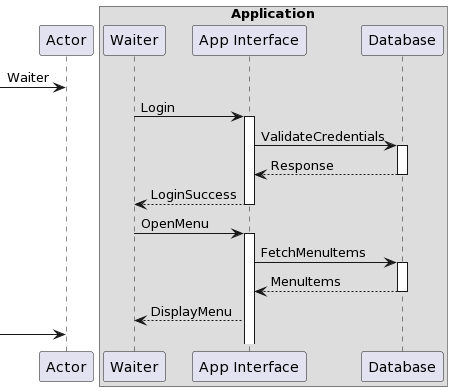 Application
Actor
Waiter
App Interface
Database
Waiter
Login
ValidateCredentials
Response
LoginSuccess
OpenMenu
FetchMenuItems
MenuItems
DisplayMenu
Actor
Waiter
App Interface
Database